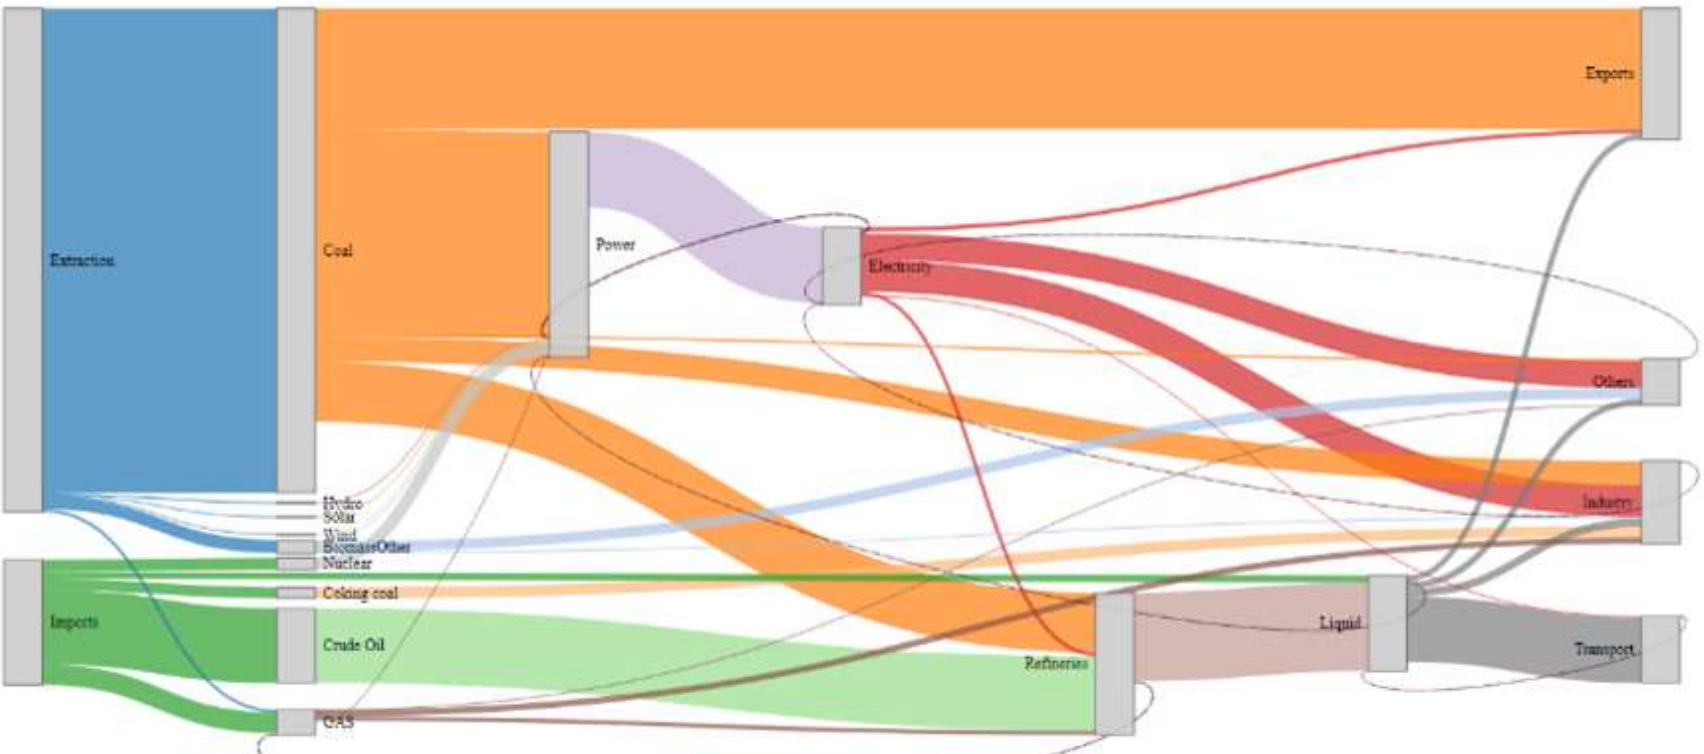 Exports
Power
Coal
Extraction
Electricity
Others
Hydro
Solar
Industry
Wind
BiomassOther
Nuclear
Coking coal
Imports
Liquid
Crude Oil
Transport
Refineries
GAS